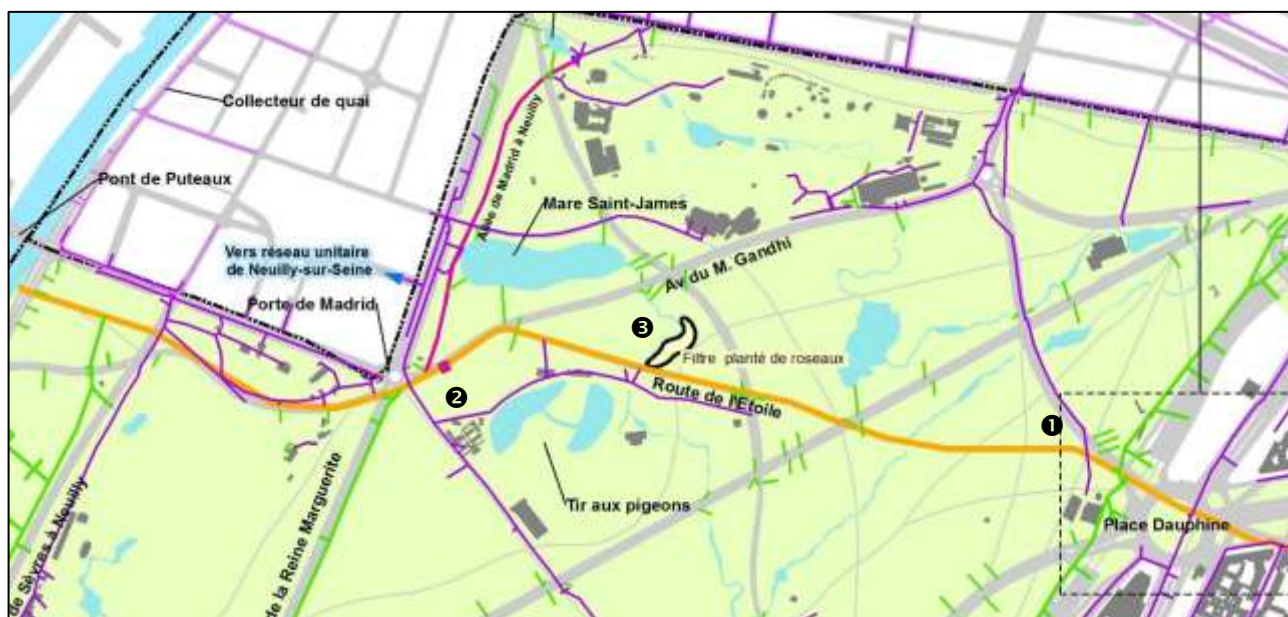 Collecteur de quai
Pont de Puteaux
Allée de Madrid à Neuilly
Mare Saint-James
Vers réseau unitaire
de Neuilly-sur-Seine
Av du M. Gandhi
Porte de Madrid
❸
Filtre planté de roseaux
❷
Route de l'Etoile
❶
Tir aux pigeons
Place Dauphine
de la Reine Marguerite
de Sèvres à Neuilly